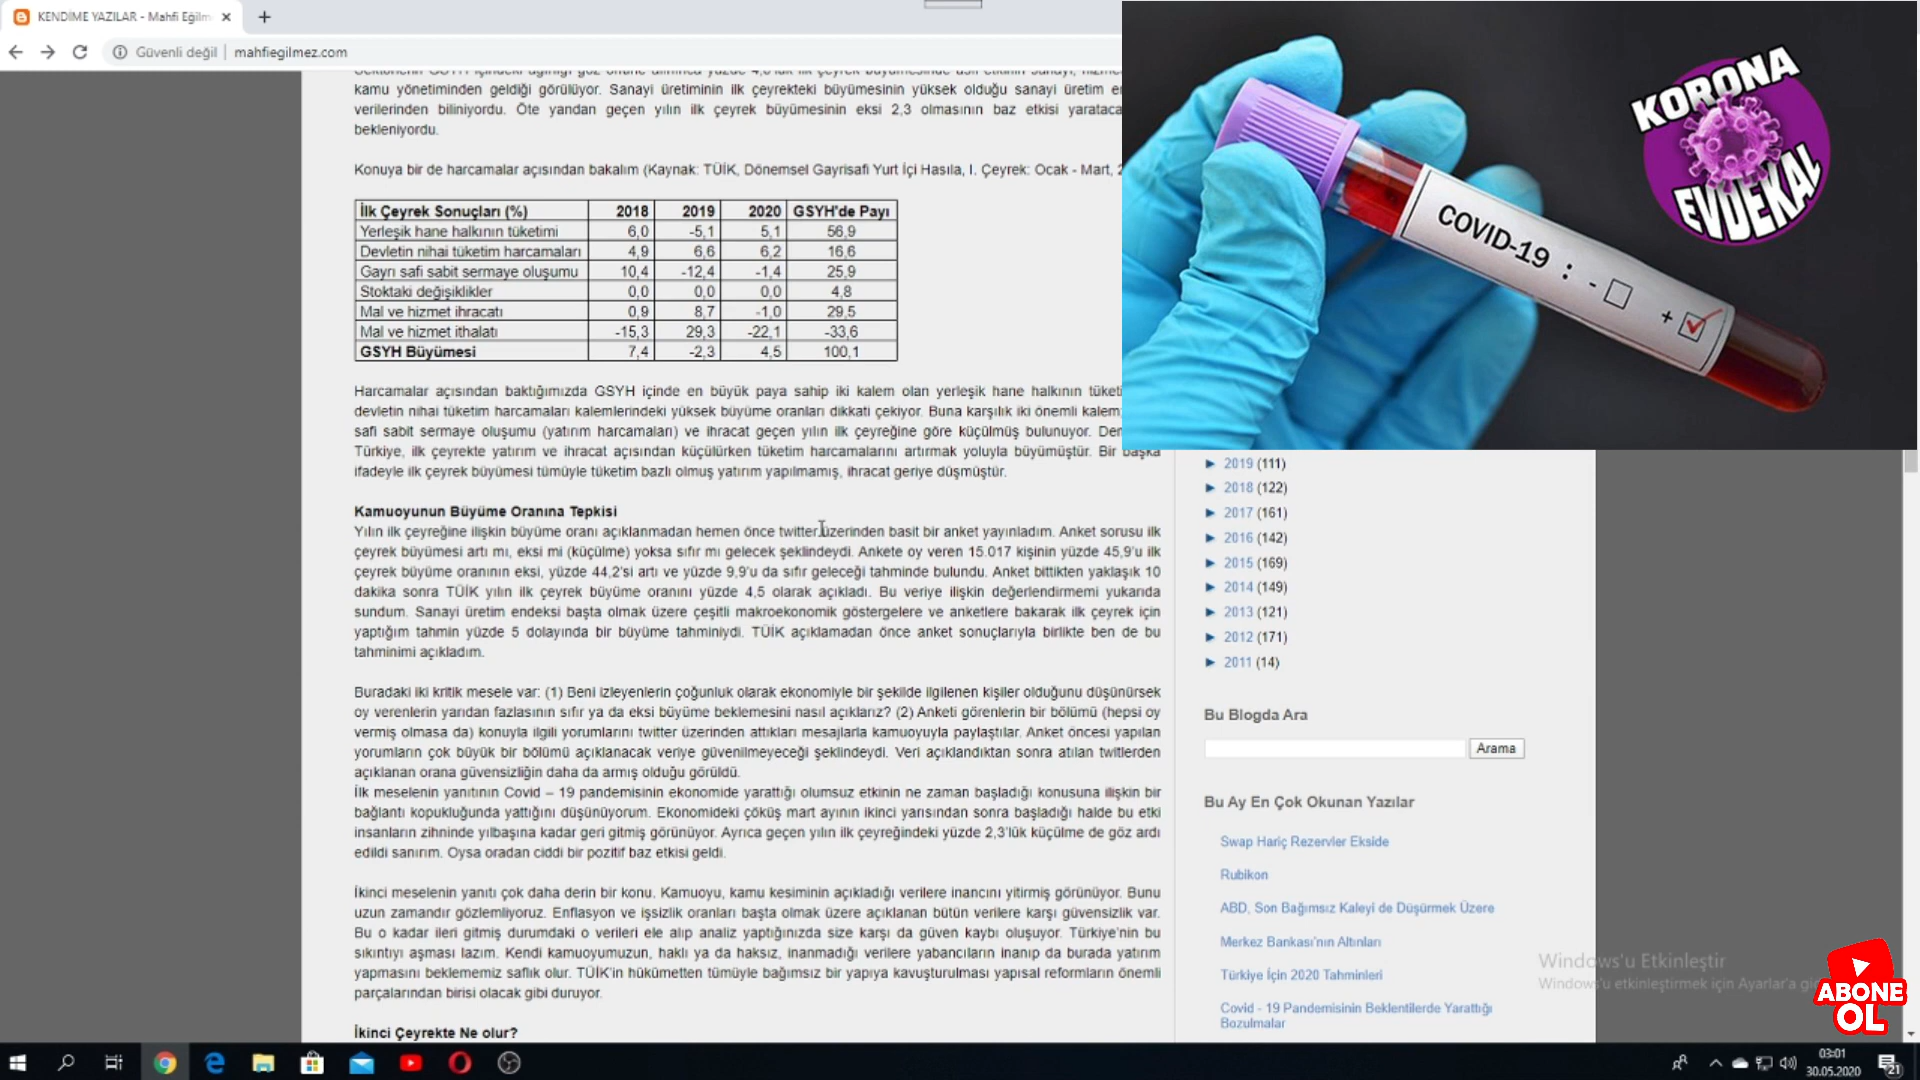 KENDİME YAZILAR - Mahfi Eğilm
Güvenli değil | mahfiegilmez.com
kamu yönetiminden geldiği görülüyor. Sanayi üretiminin ilk çeyrekteki büyümesinin yüksek olduğu sanayi üretim
verilerinden biliniyordu. Öte yandan geçen yılın ilk çeyrek büyümesinin eksi 2,3 olmasının baz etkisi
bekleniyordu.
Konuya bir de harcamalar açısından bakalım (Kaynak: TÜİK, Dönemsel Gayrisafi Yurt İçi Hasıla, I. Çeyrek: Ocak - Mart,
İlk Çeyrek Sonuçları (%) 2018 2019 2020 GSYH'de Payı
Yerleşik hane halkının tüketimi 6,0 -5,1 5,1 56,9
Devletin nihai tüketim harcamaları 4,9 6,6 6,2 16,6
Gayrı safi sabit sermaye oluşumu 10,4 -12,4 -1,4 25,9
Stoktaki değişiklikler 0,0 0,0 0,0 4,8
Mal ve hizmet ihracatı 0,9 8,7 -1,0 29,5
Mal ve hizmet ithalatı -15,3 29,3 -22,1 -33,6
GSYH Büyümesi 7,4 -2,3 4,5 100,1
Harcamalar açısından baktığımızda GSYH içinde en büyük paya sahip iki kalem olan yerleşik hane halkının
devletin nihai tüketim harcamaları kalemlerindeki yüksek büyüme oranları dikkati çekiyor. Buna karşılık iki önemli kalem
safi sabit sermaye oluşumu (yatırım harcamaları) ve ihracat geçen yılın ilk çeyreğine göre küçülmüş bulunuyor.
Türkiye, ilk çeyrekte yatırım ve ihracat açısından küçülürken tüketim harcamalarını artırmak yoluyla büyümüştür. Bir başka
ifadeyle ilk çeyrek büyümesi tümüyle tüketim bazlı olmuş yatırım yapılmamış, ihracat geriye düşmüştür.
Kamuoyunun Büyüme Oranına Tepkisi
Yılın ilk çeyreğine ilişkin büyüme oranı açıklanmadan hemen önce twitter üzerinden basit bir anket yayınladım. Anket sorusu ilk
çeyrek büyümesi artı mı, eksi mi (küçülme) yoksa sıfır mı gelecek şeklindeydi. Ankete oy veren 15.017 kişinin yüzde 45,9'u ilk
çeyrek büyüme oranının eksi, yüzde 44,2'si artı ve yüzde 9,9'u da sıfır geleceği tahminde bulundu. Anket bittikten yaklaşık 10
dakika sonra TÜİK yılın ilk çeyrek büyüme oranını yüzde 4,5 olarak açıkladı. Bu veriye ilişkin değerlendirmemi yukarıda
sundum. Sanayi üretim endeksi başta olmak üzere çeşitli makroekonomik göstergelere ve anketlere bakarak ilk çeyrek için
yaptığım tahmin yüzde 5 dolayında bir büyüme tahminiydi. TÜİK açıklamadan önce anket sonuçlarıyla birlikte ben de bu
tahminimi açıkladım.
Buradaki iki kritik mesele var: (1) Beni izleyenlerin çoğunluk olarak ekonomiyle bir şekilde ilgilenen kişiler olduğunu düşünürsek
oy verenlerin yarıdan fazlasının sıfır ya da eksi büyüme beklemesini nasıl açıklarız? (2) Anketi görenlerin bir bölümü (hepsi oy
vermiş olmasa da) konuyla ilgili yorumlarını twitter üzerinden attıkları mesajlarla kamuoyuyla paylaştılar. Anket öncesi yapılan
yorumların çok büyük bir bölümü açıklanacak veriye güvenilmeyeceği şeklindeydi. Veri açıklandıktan sonra atılan twitlerden
açıklanan orana güvensizliğin daha da armış olduğu görüldü.
İlk meselenin yanıtının Covid – 19 pandemisinin ekonomide yarattığı olumsuz etkinin ne zaman başladığı konusuna ilişkin bir
bağlantı kopukluğunda yattığını düşünüyorum. Ekonomideki çöküş mart ayının ikinci yarısından sonra başladığı halde bu etki
insanların zihninde yılbaşına kadar geri gitmiş görünüyor. Ayrıca geçen yılın ilk çeyreğindeki yüzde 2,3'lük küçülme de göz ardı
edildi sanırım. Oysa oradan ciddi bir pozitif baz etkisi geldi.
İkinci meselenin yanıtı çok daha derin bir konu. Kamuoyu, kamu kesiminin açıkladığı verilere inancını yitirmiş görünüyor. Bunu
uzun zamandır gözlemliyoruz. Enflasyon ve işsizlik oranları başta olmak üzere açıklanan bütün verilere karşı güvensizlik var.
Bu o kadar ileri gitmiş durumdaki o verileri ele alıp analiz yaptığınızda size karşı da güven kaybı oluşuyor. Türkiye'nin bu
sıkıntıyı aşması lazım. Kendi kamuoyumuzun, haklı ya da haksız, inanmadığı verilere yabancıların inanıp da burada yatırım
yapmasını beklememiz saflık olur. TÜİK'in hükümetten tümüyle bağımsız bir yapıya kavuşturulması yapısal reformların önemli
parçalarından birisi olacak gibi duruyor.
İkinci Çeyrekte Ne olur?
KORONA
EVDEKAL
COVID-19 : -
+
► 2019 (111)
► 2018 (122)
► 2017 (161)
► 2016 (142)
► 2015 (169)
► 2014 (149)
► 2013 (121)
► 2012 (171)
► 2011 (14)
Bu Blogda Ara
Arama
Bu Ay En Çok Okunan Yazılar
Swap Hariç Rezervler Ekside
Rubikon
ABD, Son Bağımsız Kaleyi de Düşürmek Üzere
Merkez Bankası'nın Altınları
Türkiye İçin 2020 Tahminleri
Covid - 19 Pandemisinin Beklentilerde Yarattığı
Bozulmalar
Windows'u Etkinleştir
Windows'u etkinleştirmek için Ayarlar'a
ABONE
OL
03:01
30.05.2020
21